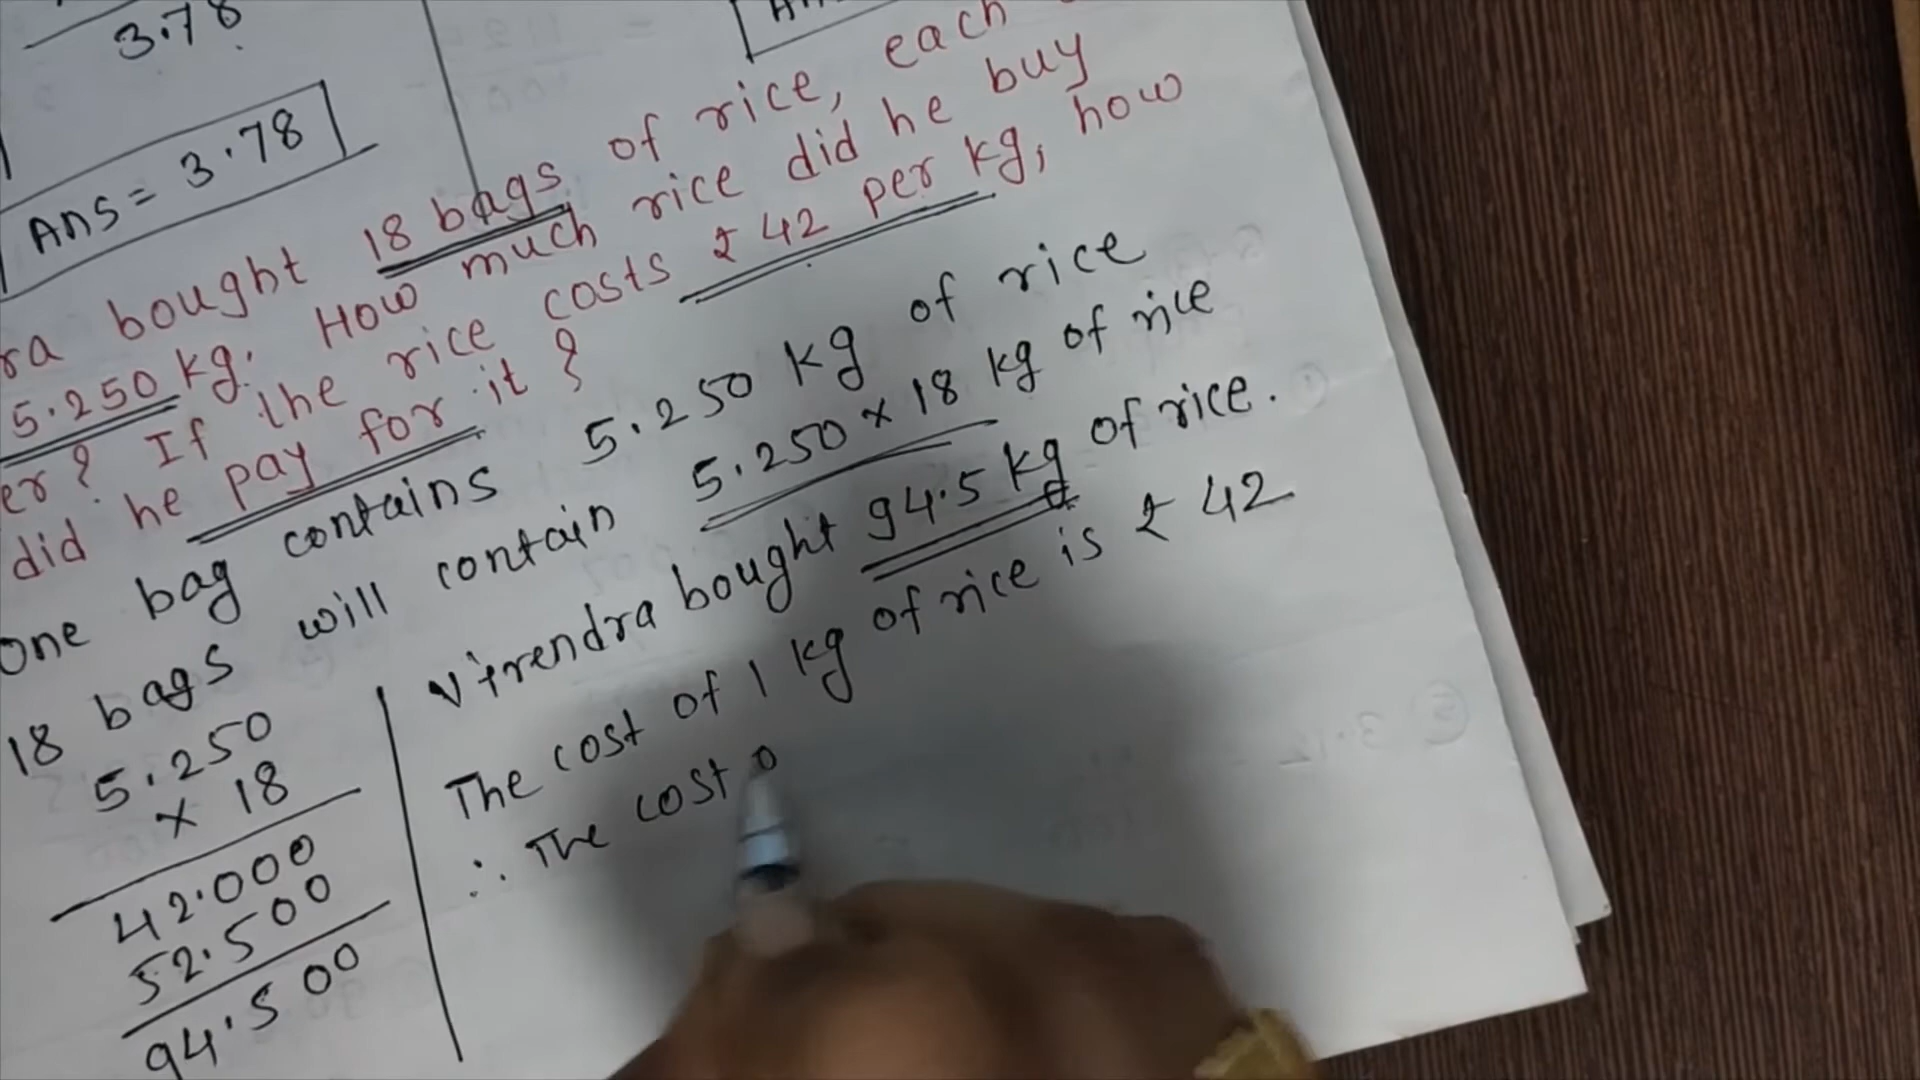 3.78
Ans = 3.78
bought 18 bags of rice, each
5.250 kg. How much rice did he buy
? If the rice costs ₹ 42 per kg, how
did he pay for it ?
One bag contains 5.250 kg of rice
18 bags will contain 5.250 × 18 kg of rice
5.250
× 18
42.000
52.500
94.500
Virendra bought 94.5 kg of rice.
The cost of 1 kg of rice is ₹ 42
∴ The cost o